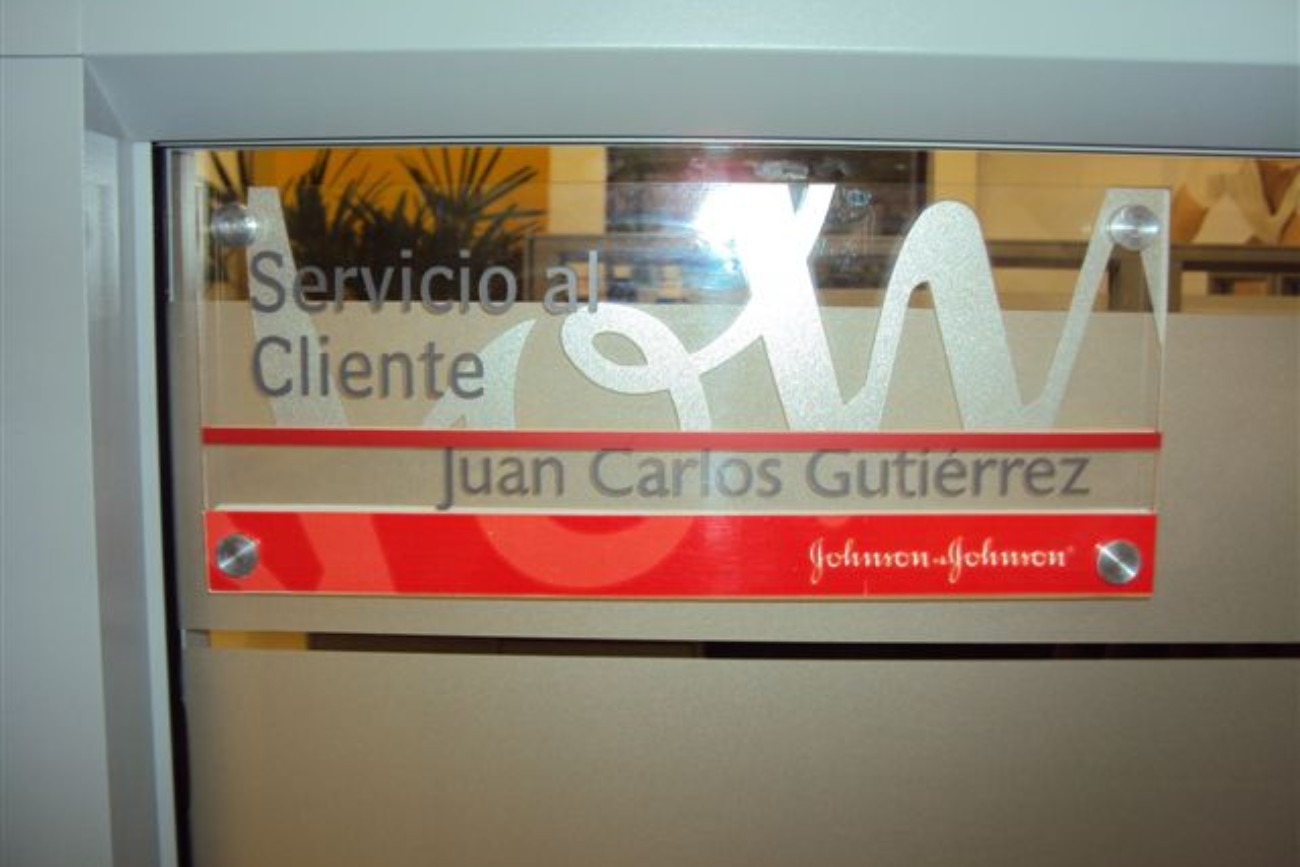 Servicio al
Cliente
Juan Carlos Gutiérrez
Johnson & Johnson